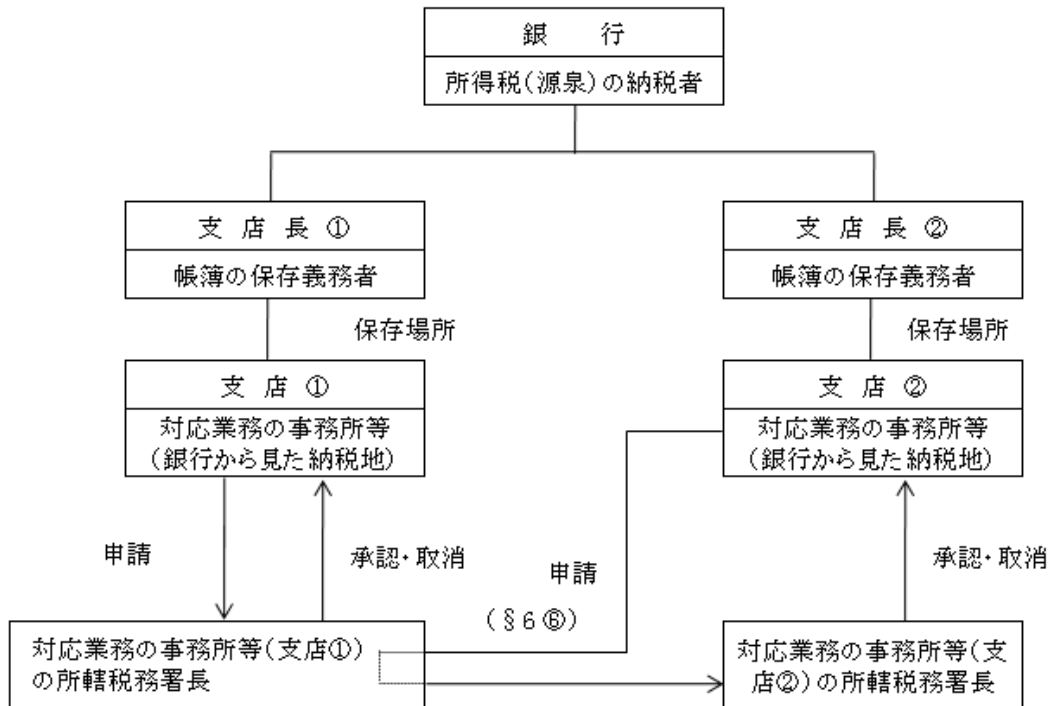 銀　　行
所得税(源泉)の納税者
支 店 長 ①
帳簿の保存義務者
支 店 長 ②
帳簿の保存義務者
保存場所
保存場所
支 店 ①
対応業務の事務所等
(銀行から見た納税地)
支 店 ②
対応業務の事務所等
(銀行から見た納税地)
申請
承認・取消
申請
(§6⑥)
承認・取消
対応業務の事務所等(支店①)
の所轄税務署長
対応業務の事務所等(支
店②)の所轄税務署長